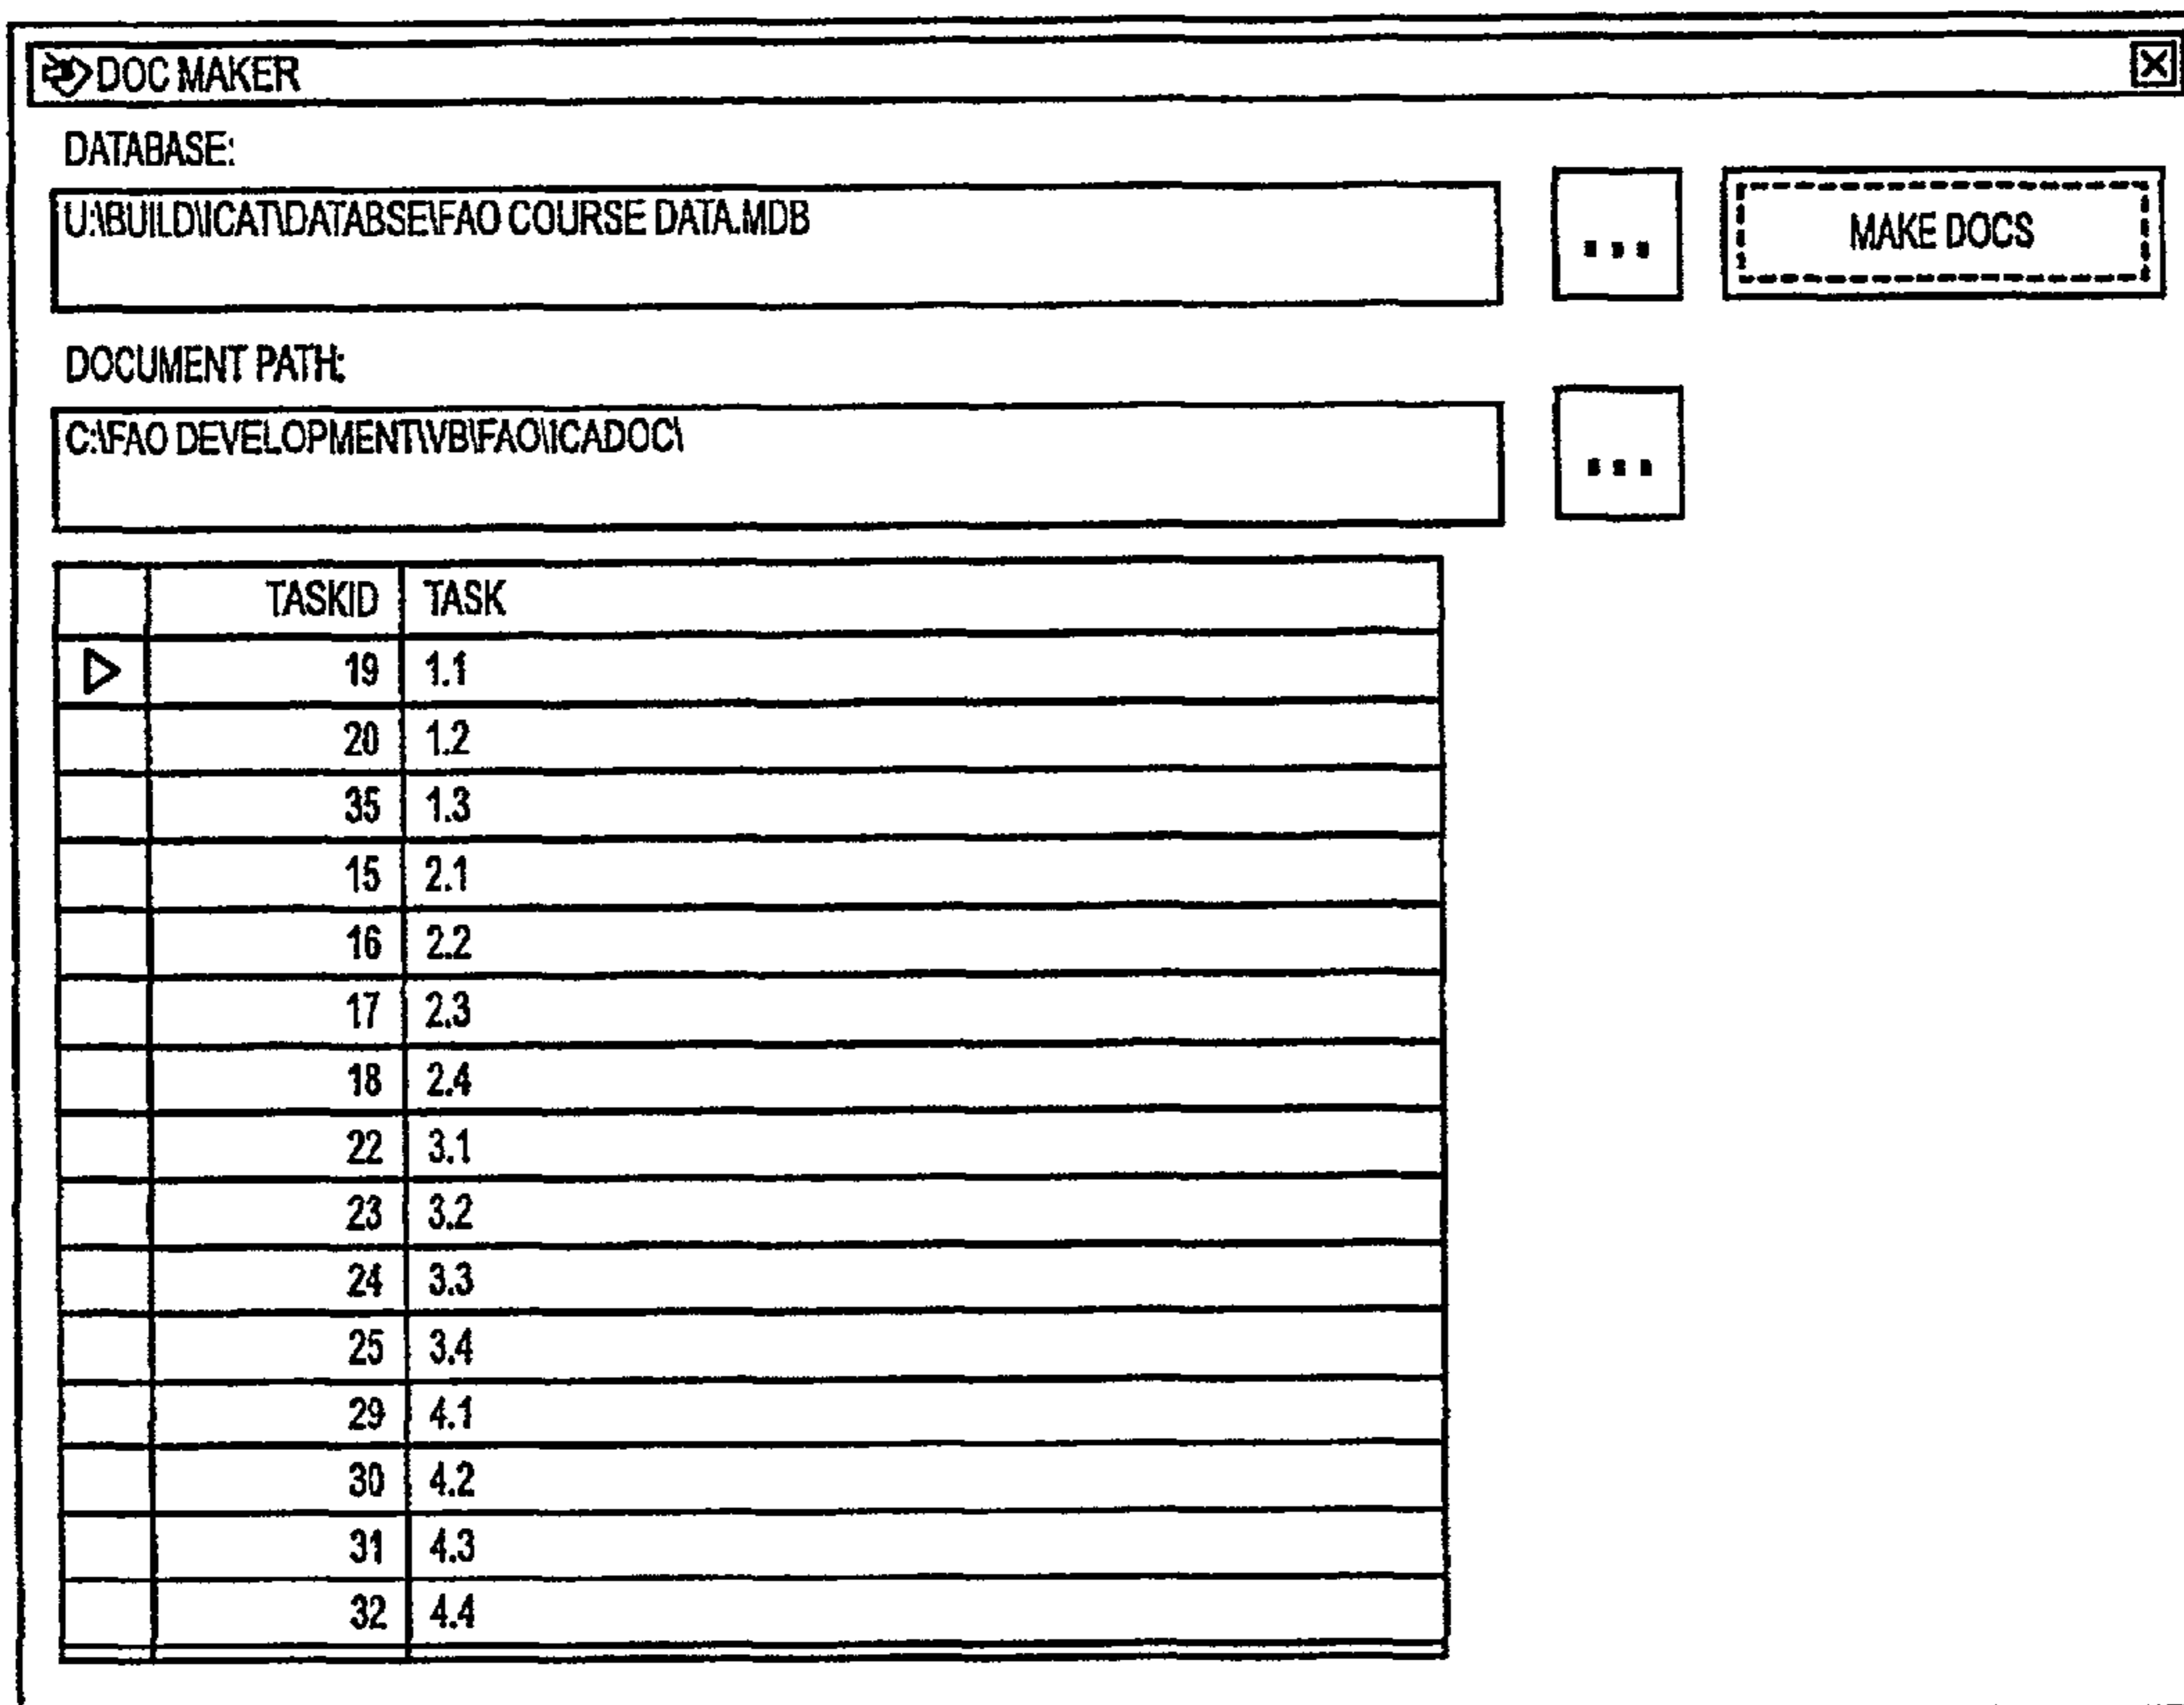 DOC MAKER
DATABASE:
U:\BUILD\ICAT\DATABSE\FAO COURSE DATA.MDB
...
MAKE DOCS
DOCUMENT PATH:
C:\FAO DEVELOPMENT\VB\FAO\ICADOC\
...
TASKID TASK
19 1.1
20 1.2
35 1.3
15 2.1
16 2.2
17 2.3
18 2.4
22 3.1
23 3.2
24 3.3
25 3.4
29 4.1
30 4.2
31 4.3
32 4.4